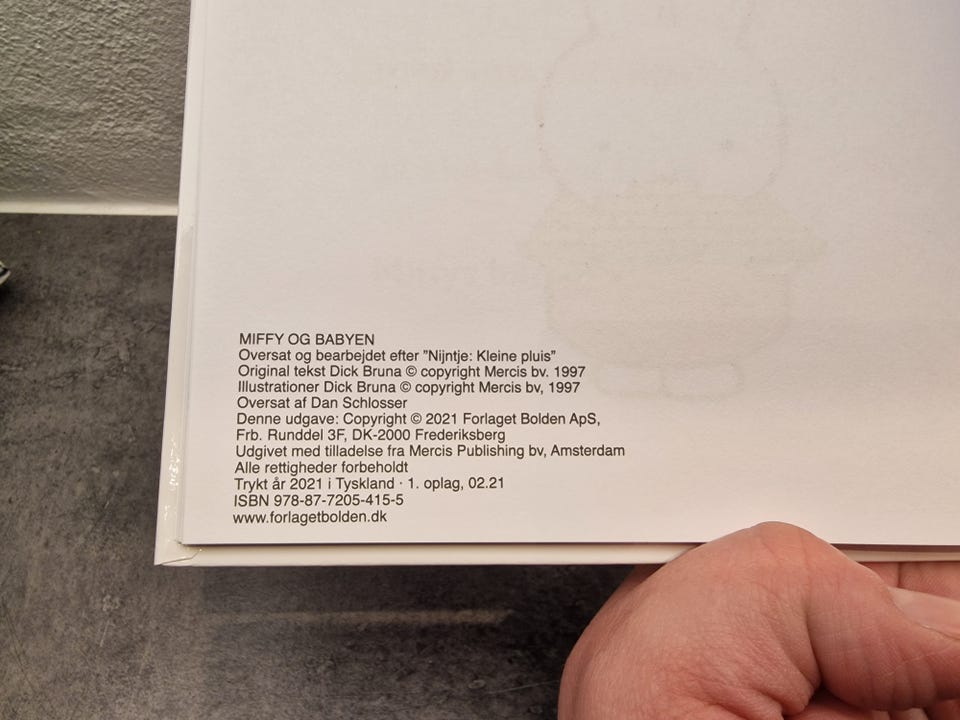 MIFFY OG BABYEN
Oversat og bearbejdet efter ”Nijntje: Kleine pluis”
Original tekst Dick Bruna © copyright Mercis bv. 1997
Illustrationer Dick Bruna © copyright Mercis bv, 1997
Oversat af Dan Schlosser
Denne udgave: Copyright © 2021 Forlaget Bolden ApS,
Frb. Runddel 3F, DK-2000 Frederiksberg
Udgivet med tilladelse fra Mercis Publishing bv, Amsterdam
Alle rettigheder forbeholdt
Trykt år 2021 i Tyskland · 1. oplag, 02.21
ISBN 978-87-7205-415-5
www.forlagetbolden.dk